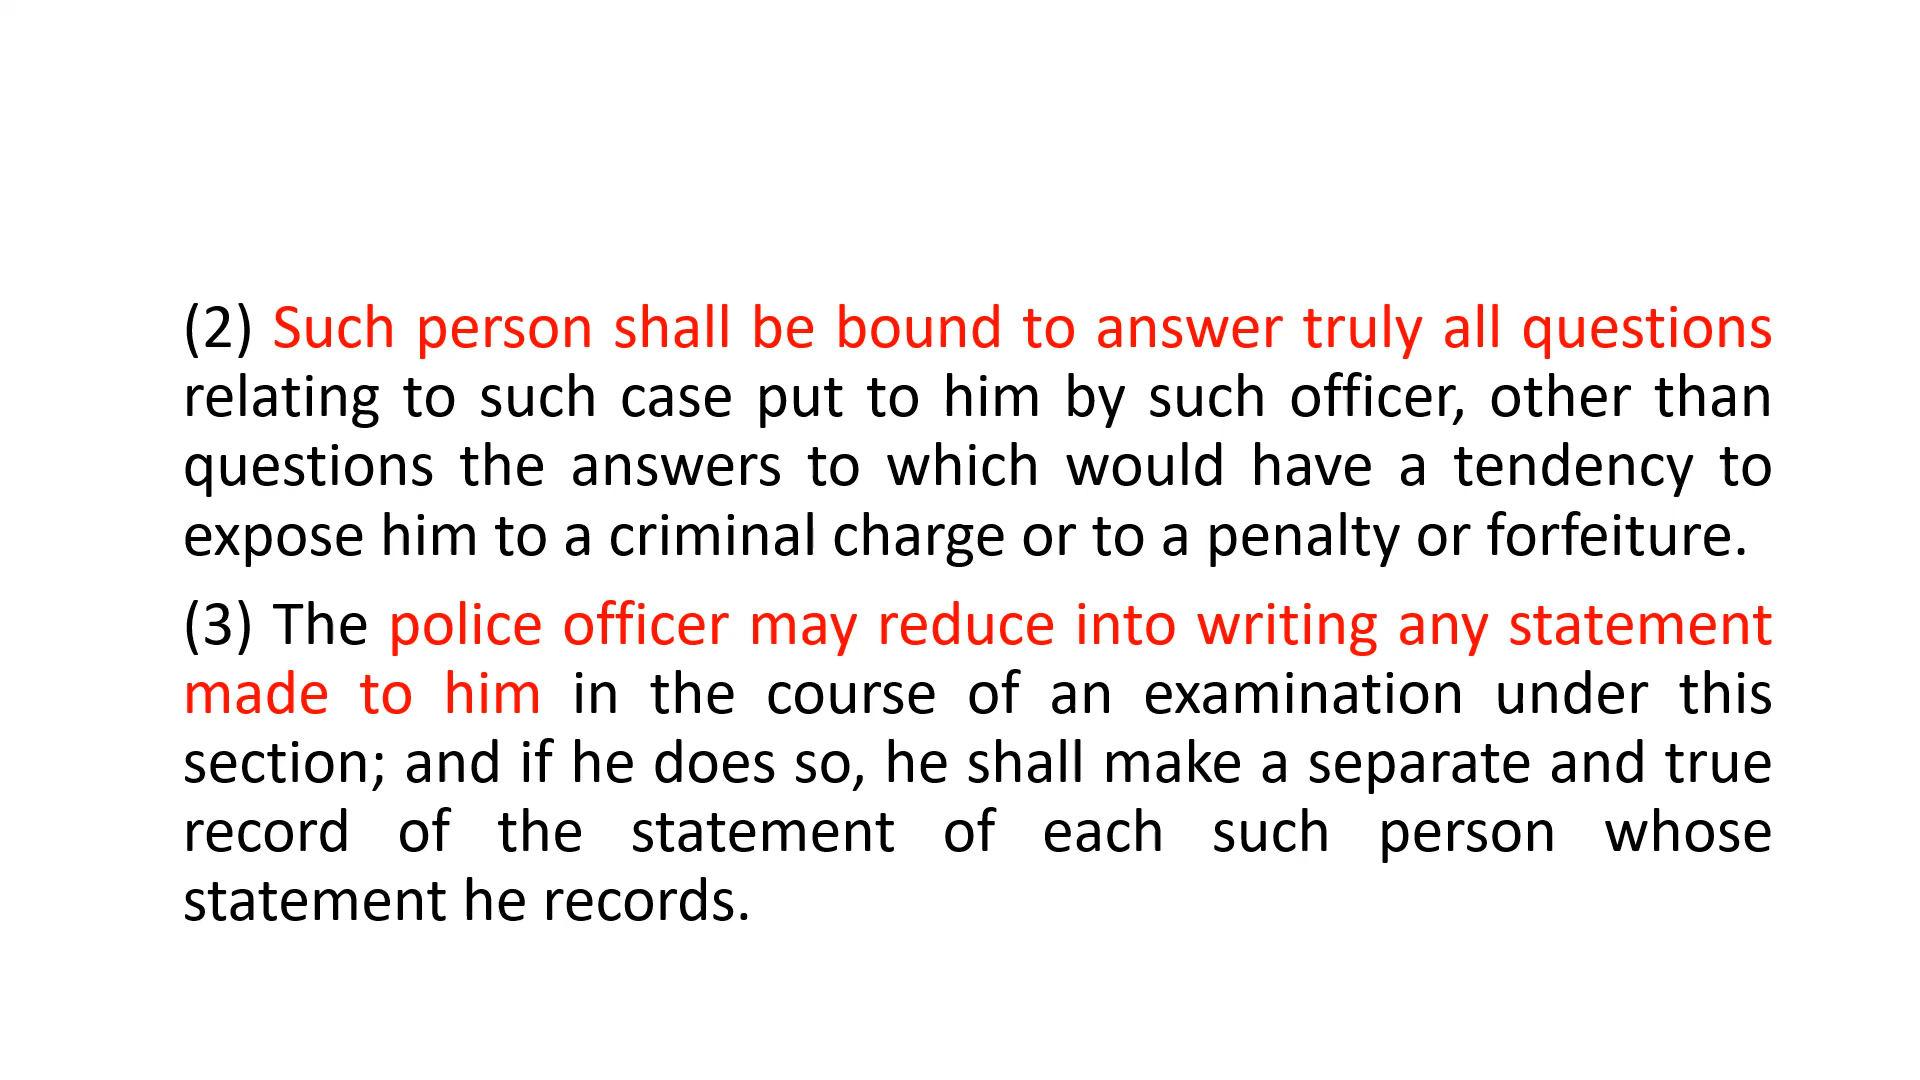 (2) Such person shall be bound to answer truly all questions
relating to such case put to him by such officer, other than
questions the answers to which would have a tendency to
expose him to a criminal charge or to a penalty or forfeiture.
(3) The police officer may reduce into writing any statement
made to him in the course of an examination under this
section; and if he does so, he shall make a separate and true
record of the statement of each such person whose
statement he records.